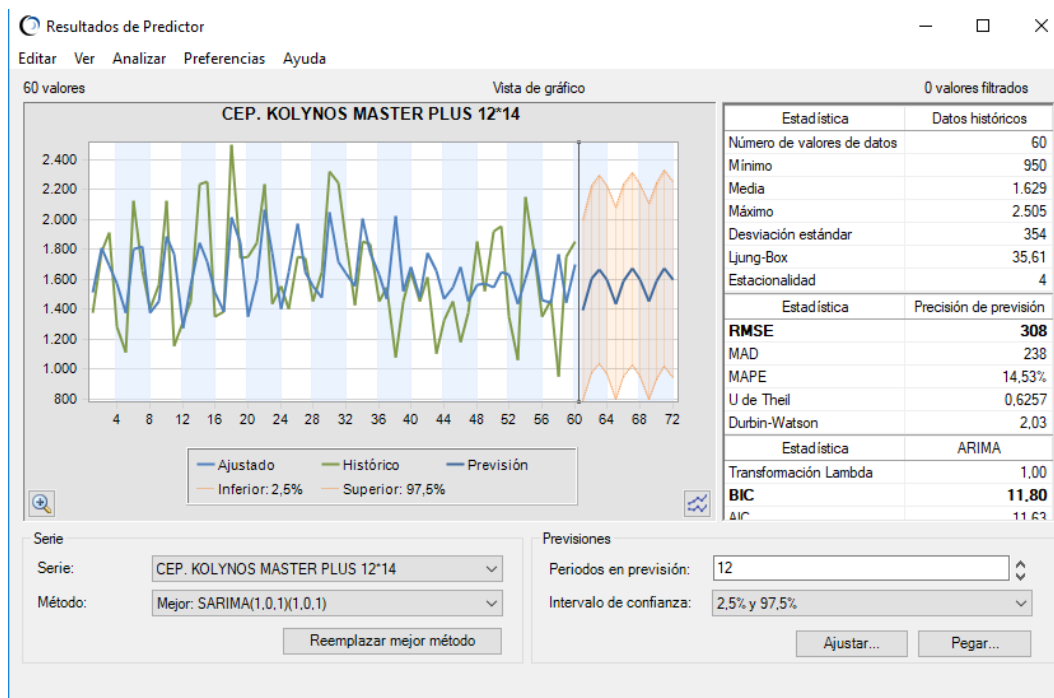 Resultados de Predictor
Editar Ver Analizar Preferencias Ayuda
60 valores Vista de gráfico 0 valores filtrados
CEP. KOLYNOS MASTER PLUS 12*14
2.400
2.200
2.000
1.800
1.600
1.400
1.200
1.000
800
4 8 12 16 20 24 28 32 36 40 44 48 52 56 60 64 68 72
Ajustado Histórico Previsión
Inferior: 2,5% Superior: 97,5%
Estadística Datos históricos
Número de valores de datos 60
Mínimo 950
Media 1.629
Máximo 2.505
Desviación estándar 354
Ljung-Box 35,61
Estacionalidad 4
Estadística Precisión de previsión
RMSE 308
MAD 238
MAPE 14,53%
U de Theil 0,6257
Durbin-Watson 2,03
Estadística ARIMA
Transformación Lambda 1,00
BIC 11,80
AIC 11,63
Serie
Serie: CEP. KOLYNOS MASTER PLUS 12*14
Método: Mejor: SARIMA(1,0,1)(1,0,1)
Reemplazar mejor método
Previsiones
Periodos en previsión: 12
Intervalo de confianza: 2,5% y 97,5%
Ajustar... Pegar...